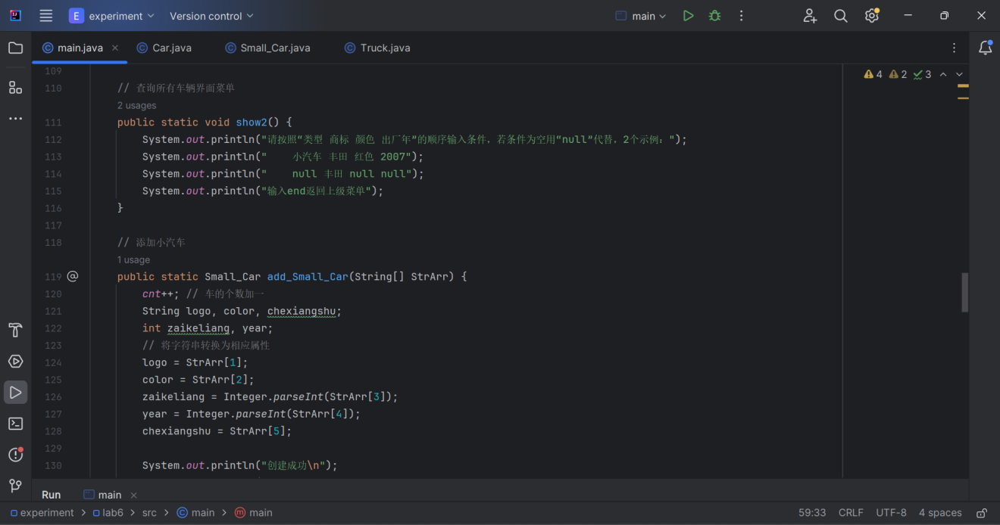 E experiment Version control main
main.java Car.java Small_Car.java Truck.java
4 2 3
109
110 // 查询所有车辆界面菜单
2 usages
111 public static void show2() {
112 System.out.println("请按照“类型 商标 颜色 出厂年”的顺序输入条件，若条件为空用“null”代替，2个示例：");
113 System.out.println("    小汽车 丰田 红色 2007");
114 System.out.println("    null 丰田 null null");
115 System.out.println("输入end返回上级菜单");
116 }
117
118 // 添加小汽车
1 usage
119 public static Small_Car add_Small_Car(String[] StrArr) {
120 cnt++; // 车的个数加一
121 String logo, color, chexiangshu;
122 int zaikeliang, year;
123 // 将字符串转换为相应属性
124 logo = StrArr[1];
125 color = StrArr[2];
126 zaikeliang = Integer.parseInt(StrArr[3]);
127 year = Integer.parseInt(StrArr[4]);
128 chexiangshu = StrArr[5];
129
130 System.out.println("创建成功\n");
Run main
experiment > lab6 > src > main > main 59:33 CRLF UTF-8 4 spaces